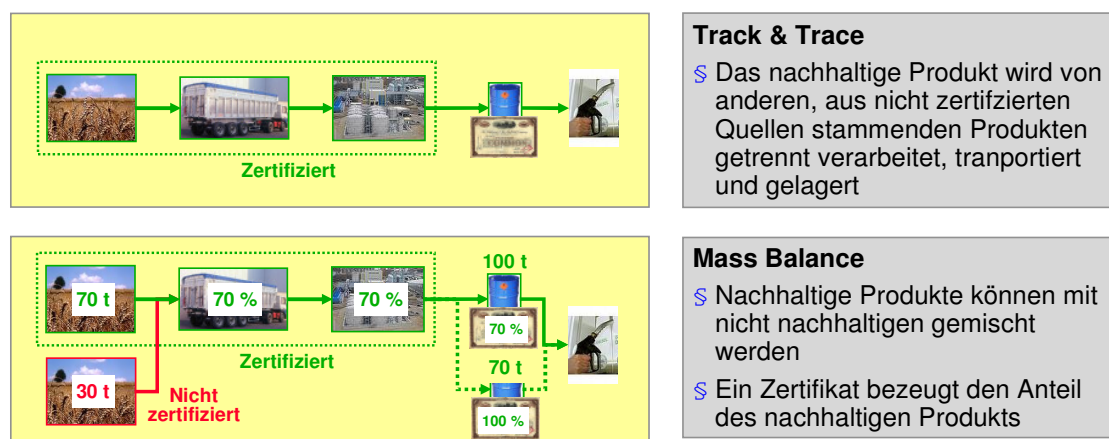 Zertifiziert
Track & Trace
§ Das nachhaltige Produkt wird von
anderen, aus nicht zertifzierten
Quellen stammenden Produkten
getrennt verarbeitet, tranportiert
und gelagert
70 t
70 %
70 %
100 t
70 %
70 t
100 %
Zertifiziert
30 t
Nicht
zertifiziert
Mass Balance
§ Nachhaltige Produkte können mit
nicht nachhaltigen gemischt
werden
§ Ein Zertifikat bezeugt den Anteil
des nachhaltigen Produkts